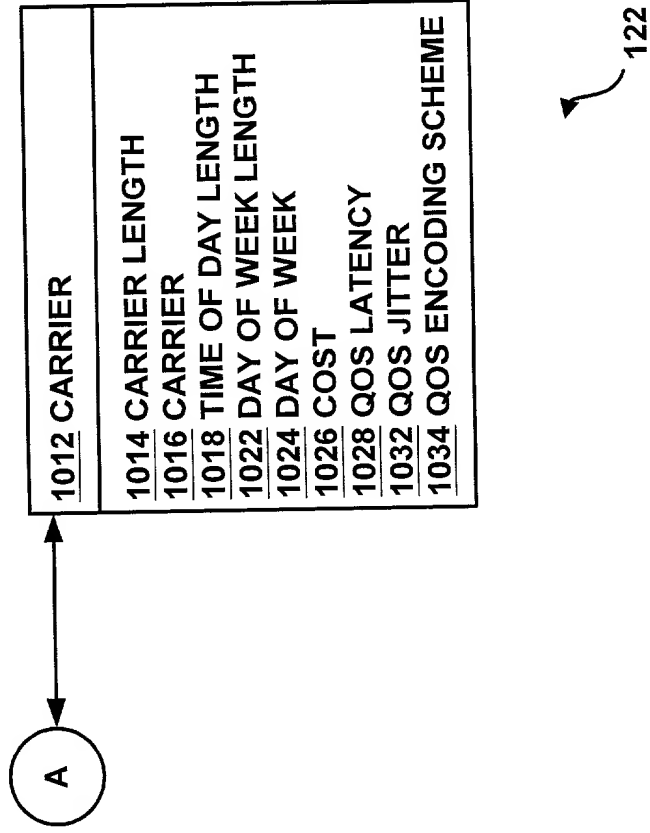 A
1012 CARRIER
1014 CARRIER LENGTH
1016 CARRIER
1018 TIME OF DAY LENGTH
1022 DAY OF WEEK LENGTH
1024 DAY OF WEEK
1026 COST
1028 QOS LATENCY
1032 QOS JITTER
1034 QOS ENCODING SCHEME
122